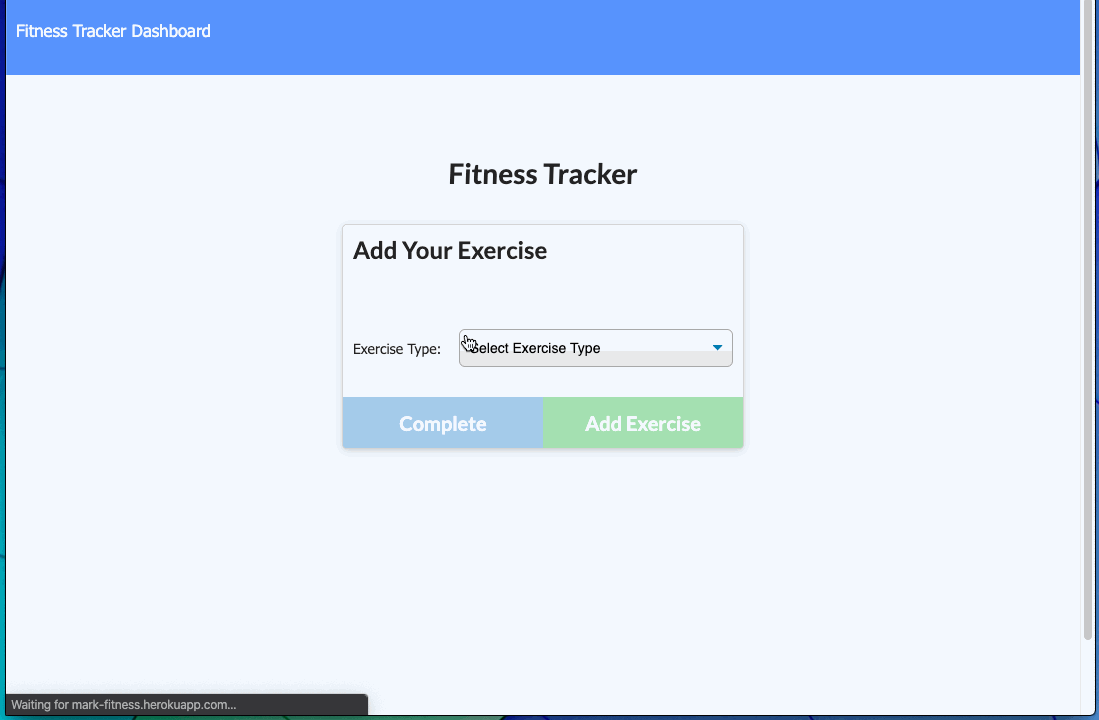 Fitness Tracker Dashboard
Fitness Tracker
Add Your Exercise
Exercise Type: Select Exercise Type
Complete Add Exercise
Waiting for mark-fitness.herokuapp.com...